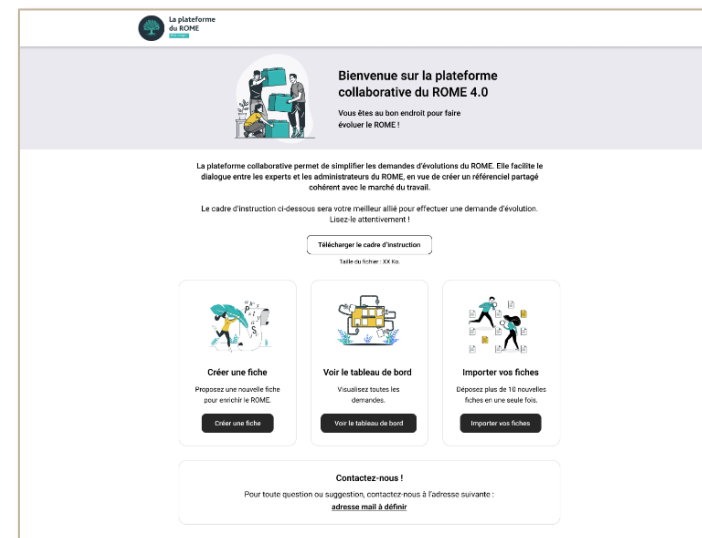 La plateforme
du ROME
Bienvenue sur la plateforme
collaborative du ROME 4.0
Vous êtes au bon endroit pour faire
évoluer le ROME !
La plateforme collaborative permet de simplifier les demandes d'évolutions du ROME. Elle facilite le
dialogue entre les experts et les administrateurs du ROME, en vue de créer un référentiel partagé
cohérent avec le marché du travail.
Le cadre d'instruction ci-dessous sera votre meilleur allié pour effectuer une demande d'évolution.
Lisez-le attentivement !
Télécharger le cadre d'instruction
Taille du fichier : XX Ko.
Créer une fiche
Proposez une nouvelle fiche
pour enrichir le ROME.
Créer une fiche
Voir le tableau de bord
Visualisez toutes les
demandes.
Voir le tableau de bord
Importer vos fiches
Déposez plus de 10 nouvelles
fiches en une seule fois.
Importer vos fiches
Contactez-nous !
Pour toute question ou suggestion, contactez-nous à l'adresse suivante :
adresse mail à définir